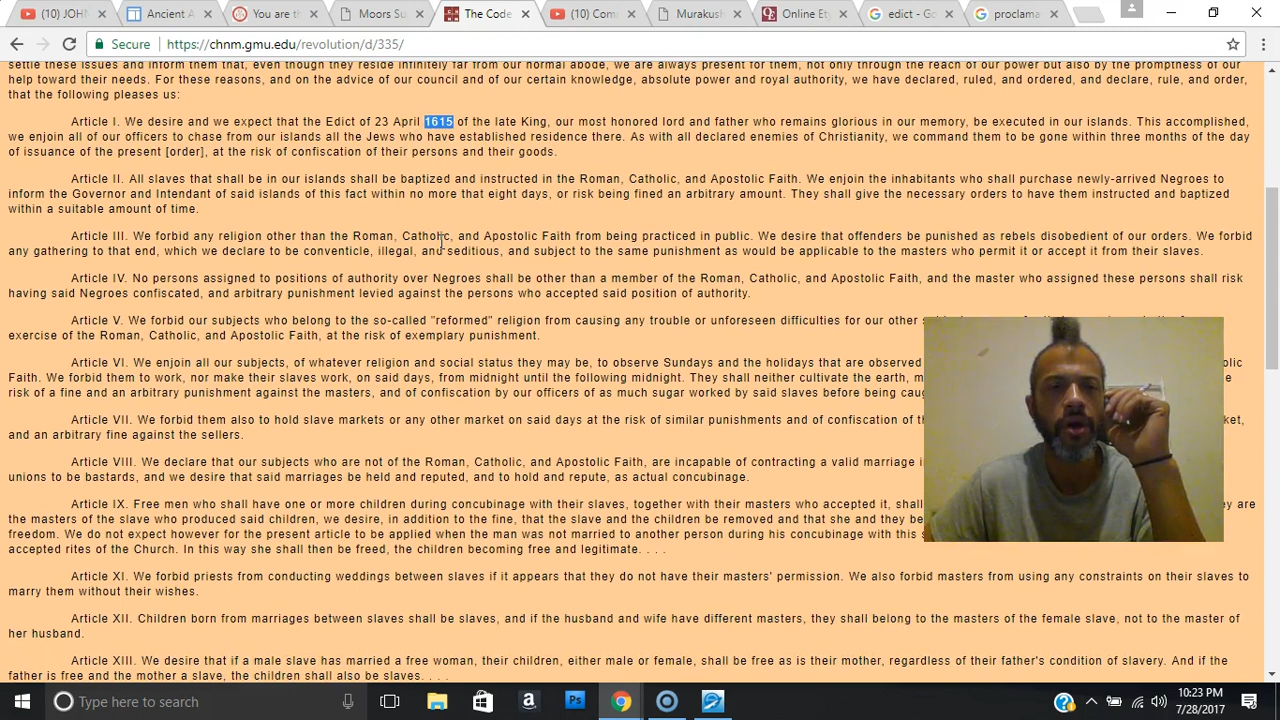 (10) JOHN
Ancient A
You are th
Moors Su
The Code
(10) Com
Murakush
Online Ety
edict - Go
proclama
Secure
https://chnm.gmu.edu/revolution/d/335/
settle these issues and inform them that, even though they reside infinitely far from our normal abode, we are always present for them, not only through the reach of our power but also by the promptness of our
help toward their needs. For these reasons, and on the advice of our council and of our certain knowledge, absolute power and royal authority, we have declared, ruled, and ordered, and declare, rule, and order,
that the following pleases us:
Article I. We desire and we expect that the Edict of 23 April 1615 of the late King, our most honored lord and father who remains glorious in our memory, be executed in our islands. This accomplished,
we enjoin all of our officers to chase from our islands all the Jews who have established residence there. As with all declared enemies of Christianity, we command them to be gone within three months of the day
of issuance of the present [order], at the risk of confiscation of their persons and their goods.
Article II. All slaves that shall be in our islands shall be baptized and instructed in the Roman, Catholic, and Apostolic Faith. We enjoin the inhabitants who shall purchase newly-arrived Negroes to
inform the Governor and Intendant of said islands of this fact within no more that eight days, or risk being fined an arbitrary amount. They shall give the necessary orders to have them instructed and baptized
within a suitable amount of time.
Article III. We forbid any religion other than the Roman, Catholic, and Apostolic Faith from being practiced in public. We desire that offenders be punished as rebels disobedient of our orders. We forbid
any gathering to that end, which we declare to be conventicle, illegal, and seditious, and subject to the same punishment as would be applicable to the masters who permit it or accept it from their slaves.
Article IV. No persons assigned to positions of authority over Negroes shall be other than a member of the Roman, Catholic, and Apostolic Faith, and the master who assigned these persons shall risk
having said Negroes confiscated, and arbitrary punishment levied against the persons who accepted said position of authority.
Article V. We forbid our subjects who belong to the so-called "reformed" religion from causing any trouble or unforeseen difficulties for our other
exercise of the Roman, Catholic, and Apostolic Faith, at the risk of exemplary punishment.
Article VI. We enjoin all our subjects, of whatever religion and social status they may be, to observe Sundays and the holidays that are observed
Faith. We forbid them to work, nor make their slaves work, on said days, from midnight until the following midnight. They shall neither cultivate the earth,
risk of a fine and an arbitrary punishment against the masters, and of confiscation by our officers of as much sugar worked by said slaves before being
Article VII. We forbid them also to hold slave markets or any other market on said days at the risk of similar punishments and of confiscation of
and an arbitrary fine against the sellers.
Article VIII. We declare that our subjects who are not of the Roman, Catholic, and Apostolic Faith, are incapable of contracting a valid marriage
unions to be bastards, and we desire that said marriages be held and reputed, and to hold and repute, as actual concubinage.
Article IX. Free men who shall have one or more children during concubinage with their slaves, together with their masters who accepted it, are
the masters of the slave who produced said children, we desire, in addition to the fine, that the slave and the children be removed and that she and they
freedom. We do not expect however for the present article to be applied when the man was not married to another person during his concubinage with this
accepted rites of the Church. In this way she shall then be freed, the children becoming free and legitimate. . . .
Article XI. We forbid priests from conducting weddings between slaves if it appears that they do not have their masters' permission. We also forbid masters from using any constraints on their slaves to
marry them without their wishes.
Article XII. Children born from marriages between slaves shall be slaves, and if the husband and wife have different masters, they shall belong to the masters of the female slave, not to the master of
her husband.
Article XIII. We desire that if a male slave has married a free woman, their children, either male or female, shall be free as is their mother, regardless of their father's condition of slavery. And if the
father is free and the mother a slave, the children shall also be slaves. . . .
Type here to search
10:23 PM
7/28/2017